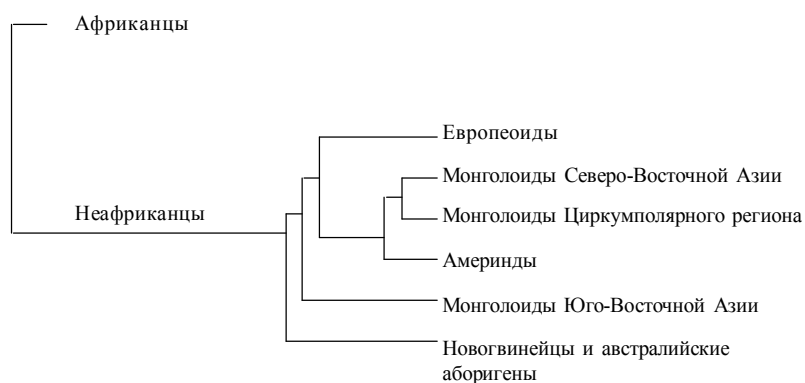 Африканцы
Европеоиды
Монголоиды Северо-Восточной Азии
Неафриканцы
Монголоиды Циркумполярного региона
Америнды
Монголоиды Юго-Восточной Азии
Новогвинейцы и австралийские
аборигены